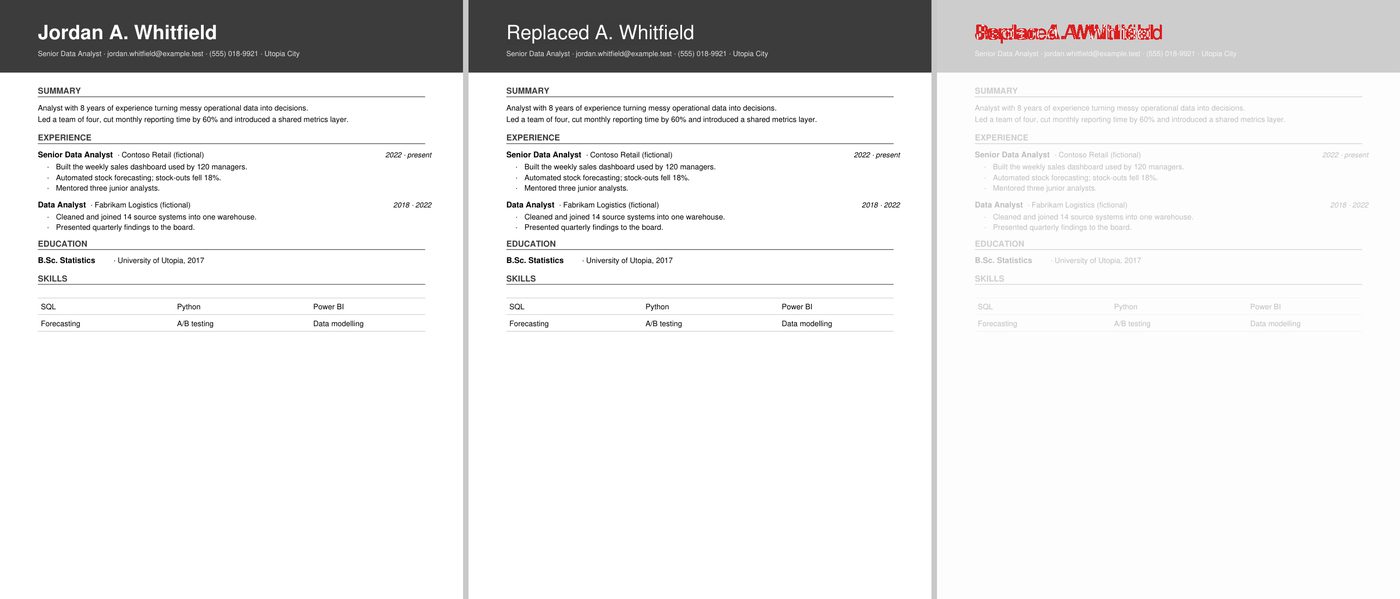 Jordan A. Whitfield
Senior Data Analyst · jordan.whitfield@example.test · (555) 018-9921 · Utopia City
SUMMARY
Analyst with 8 years of experience turning messy operational data into decisions.
Led a team of four, cut monthly reporting time by 60% and introduced a shared metrics layer.
EXPERIENCE
Senior Data Analyst · Contoso Retail (fictional) 2022 - present
· Built the weekly sales dashboard used by 120 managers.
· Automated stock forecasting; stock-outs fell 18%.
· Mentored three junior analysts.
Data Analyst · Fabrikam Logistics (fictional) 2018 - 2022
· Cleaned and joined 14 source systems into one warehouse.
· Presented quarterly findings to the board.
EDUCATION
B.Sc. Statistics · University of Utopia, 2017
SKILLS
SQL Python Power BI
Forecasting A/B testing Data modelling
Replaced A. Whitfield
Senior Data Analyst · jordan.whitfield@example.test · (555) 018-9921 · Utopia City
SUMMARY
Analyst with 8 years of experience turning messy operational data into decisions.
Led a team of four, cut monthly reporting time by 60% and introduced a shared metrics layer.
EXPERIENCE
Senior Data Analyst · Contoso Retail (fictional) 2022 - present
· Built the weekly sales dashboard used by 120 managers.
· Automated stock forecasting; stock-outs fell 18%.
· Mentored three junior analysts.
Data Analyst · Fabrikam Logistics (fictional) 2018 - 2022
· Cleaned and joined 14 source systems into one warehouse.
· Presented quarterly findings to the board.
EDUCATION
B.Sc. Statistics · University of Utopia, 2017
SKILLS
SQL Python Power BI
Forecasting A/B testing Data modelling
Senior Data Analyst · jordan.whitfield@example.test · (555) 018-9921 · Utopia City
SUMMARY
Analyst with 8 years of experience turning messy operational data into decisions.
Led a team of four, cut monthly reporting time by 60% and introduced a shared metrics layer.
EXPERIENCE
Senior Data Analyst · Contoso Retail (fictional) 2022 - present
· Built the weekly sales dashboard used by 120 managers.
· Automated stock forecasting; stock-outs fell 18%.
· Mentored three junior analysts.
Data Analyst · Fabrikam Logistics (fictional) 2018 - 2022
· Cleaned and joined 14 source systems into one warehouse.
· Presented quarterly findings to the board.
EDUCATION
B.Sc. Statistics · University of Utopia, 2017
SKILLS
SQL Python Power BI
Forecasting A/B testing Data modelling